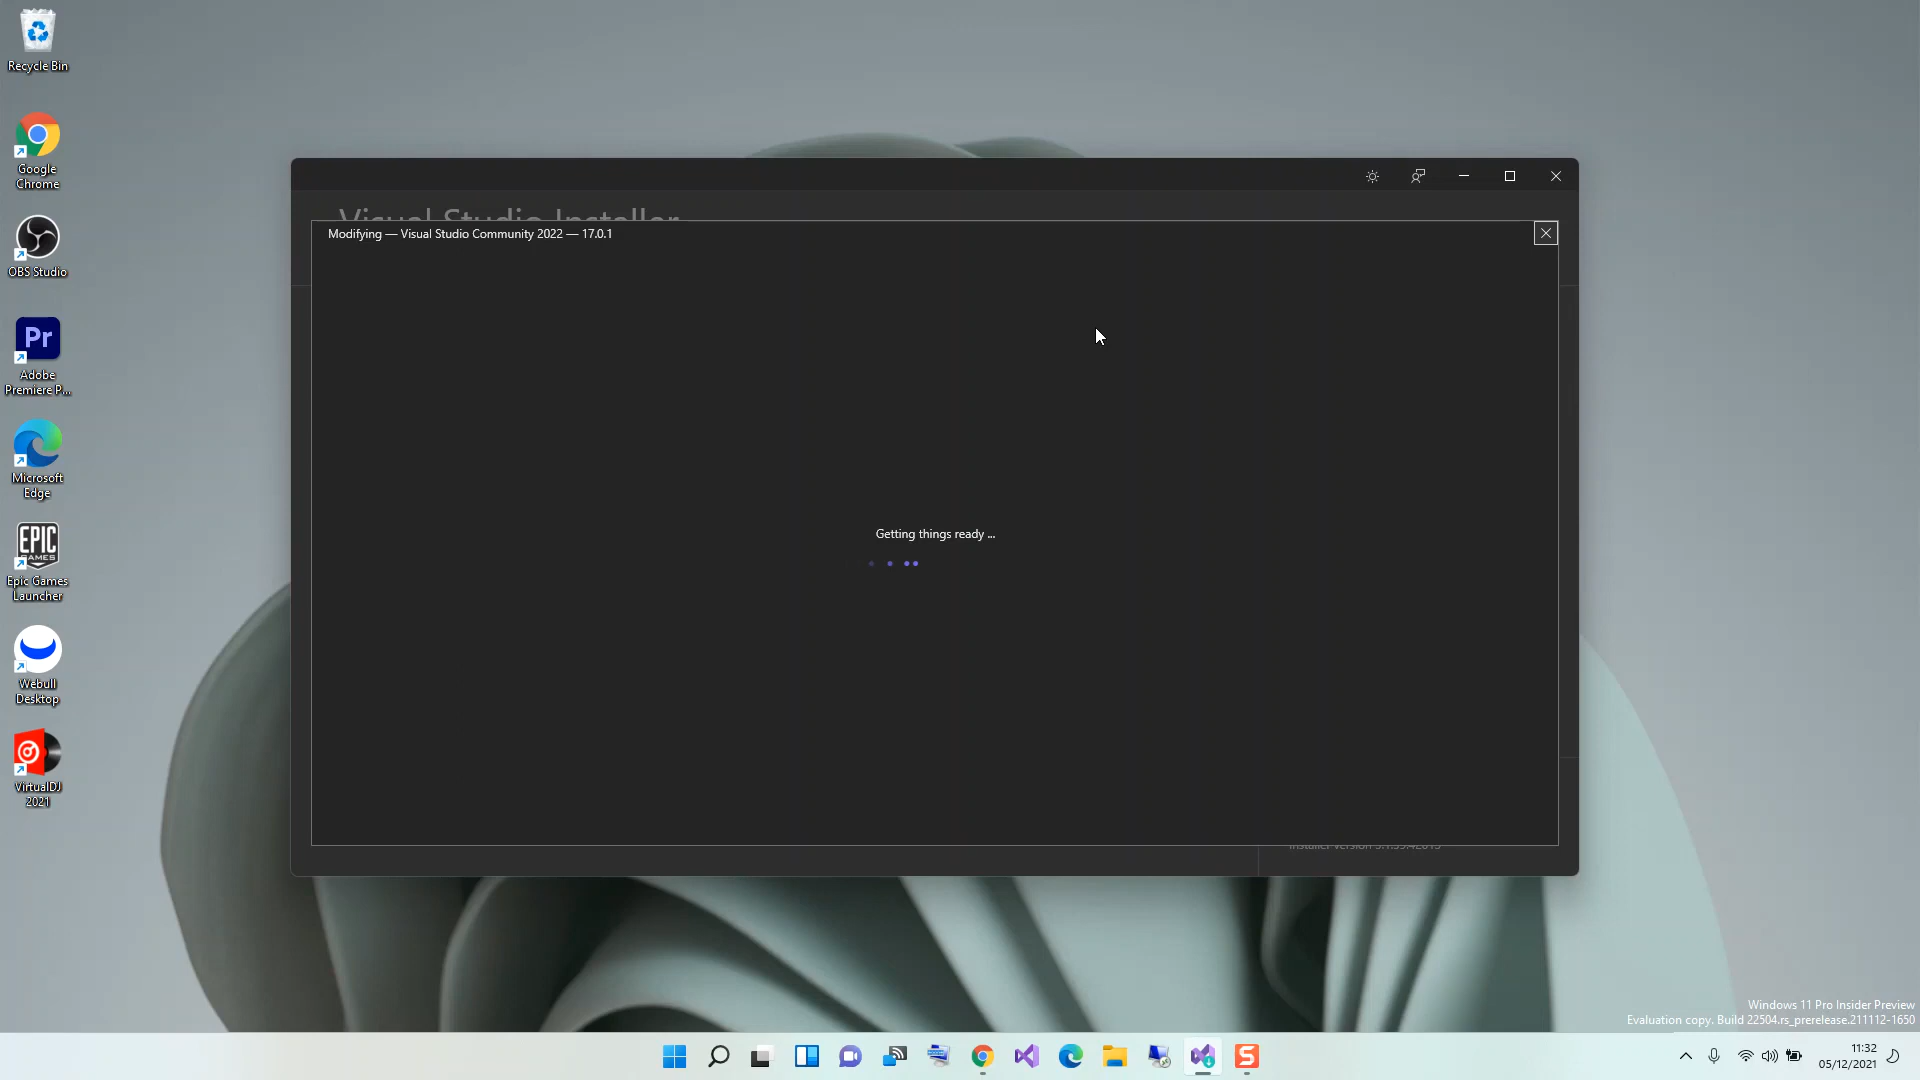 Recycle Bin
Google
Chrome
OBS Studio
Pr
Adobe
Premiere P...
Microsoft
Edge
EPIC
GAMES
Epic Games
Launcher
Webull
Desktop
VirtualDJ
2021
Visual Studio Installer
Modifying — Visual Studio Community 2022 — 17.0.1
Getting things ready ...
Windows 11 Pro Insider Preview
Evaluation copy. Build 22504.rs_prerelease.211112-1650
S
11:32
05/12/2021